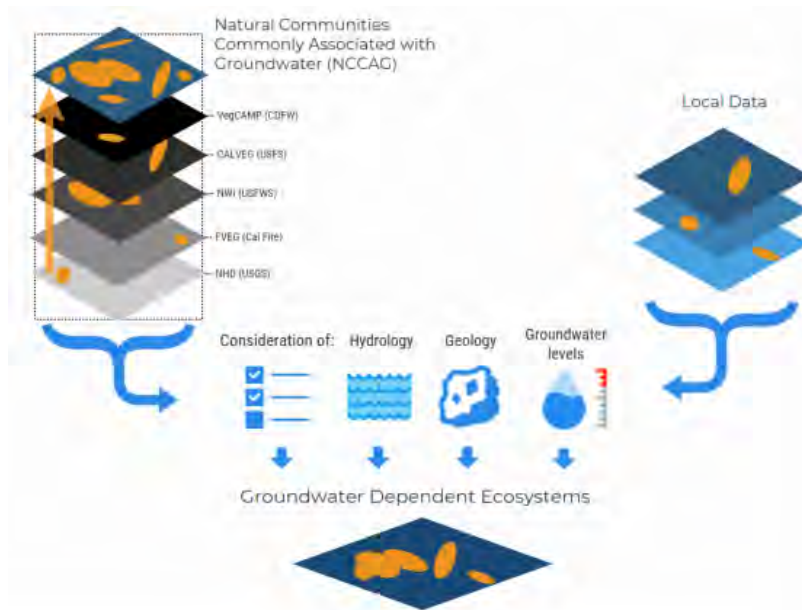 Natural Communities
Commonly Associated with
Groundwater (NCCAG)
VegCAMP (CDFW)
CALVEG (USFS)
NWI (USFWS)
FVEG (Cal Fire)
NHD (USGS)
Local Data
Consideration of:
Hydrology
Geology
Groundwater
levels
Groundwater Dependent Ecosystems